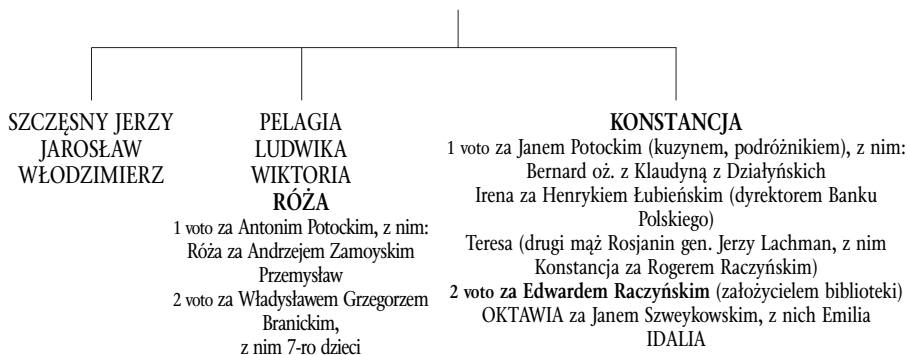 SZCZĘSNY JERZY
JAROSŁAW
WŁODZIMIERZ
PELAGIA
LUDWIKA
WIKTORIA
RÓŻA
1 voto za Antonim Potockim, z nim:
Róża za Andrzejem Zamoyskim
Przemysław
2 voto za Władysławem Grzegorzem
Branickim,
z nim 7-ro dzieci
KONSTANCJA
1 voto za Janem Potockim (kuzynem, podróżnikiem), z nim:
Bernard oż. z Klaudyną z Działyńskich
Irena za Henrykiem Łubieńskim (dyrektorem Banku
Polskiego)
Teresa (drugi mąż Rosjanin gen. Jerzy Lachman, z nim
Konstancja za Rogerem Raczyńskim)
2 voto za Edwardem Raczyńskim (założycielem biblioteki)
OKTAWIA za Janem Szweykowskim, z nich Emilia
IDALIA